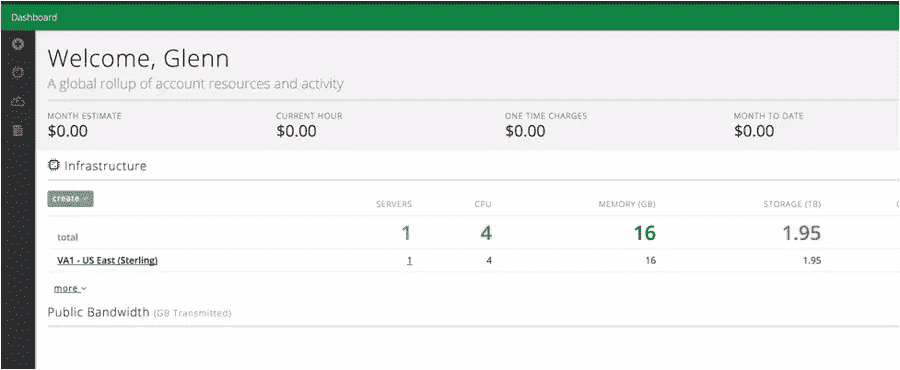 Dashboard
Welcome, Glenn
A global rollup of account resources and activity
MONTH ESTIMATE CURRENT HOUR ONE TIME CHARGES MONTH TO DATE
$0.00 $0.00 $0.00 $0.00
Infrastructure
create
SERVERS CPU MEMORY (GB) STORAGE (TB)
total 1 4 16 1.95
VA1 - US East (Sterling) 1 4 16 1.95
more
Public Bandwidth (GB Transmitted)